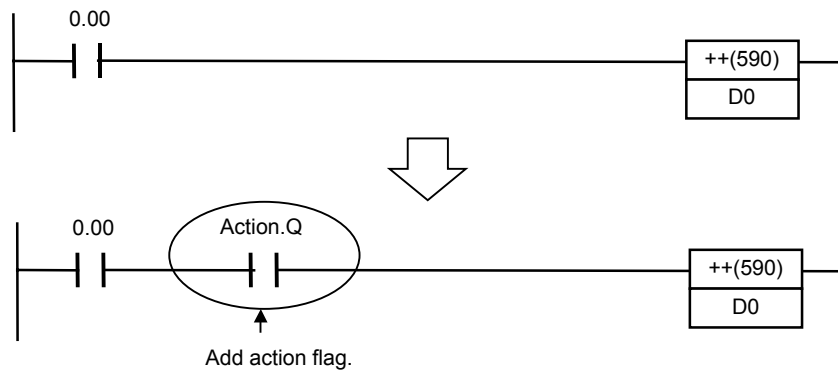 0.00
++(590)
D0
0.00
Action.Q
++(590)
D0
Add action flag.